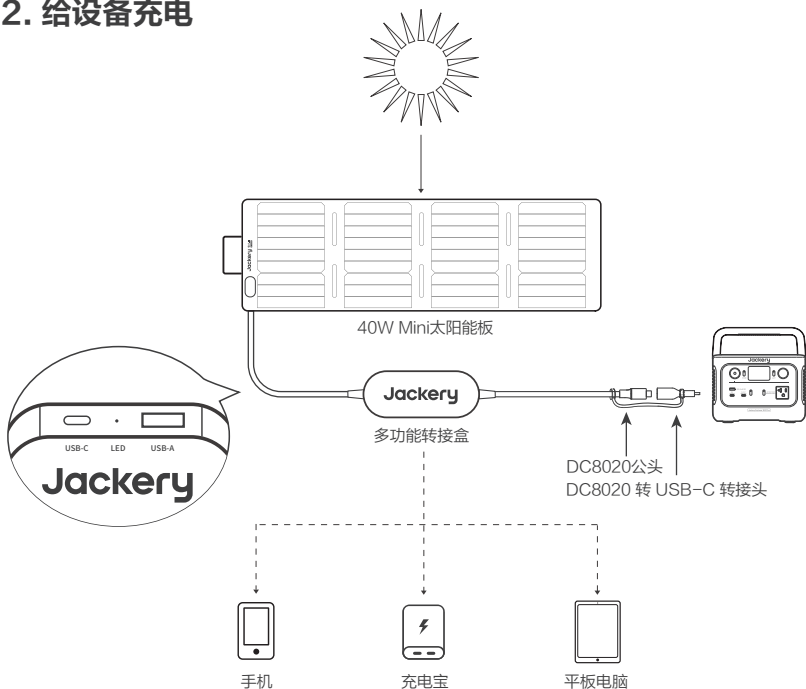 2. 给设备充电
Jackery
40W Mini太阳能板
Jackery
Jackery
多功能转接盒
USB-C LED USB-A
Jackery
DC8020公头
DC8020 转 USB-C 转接头
手机 充电宝 平板电脑